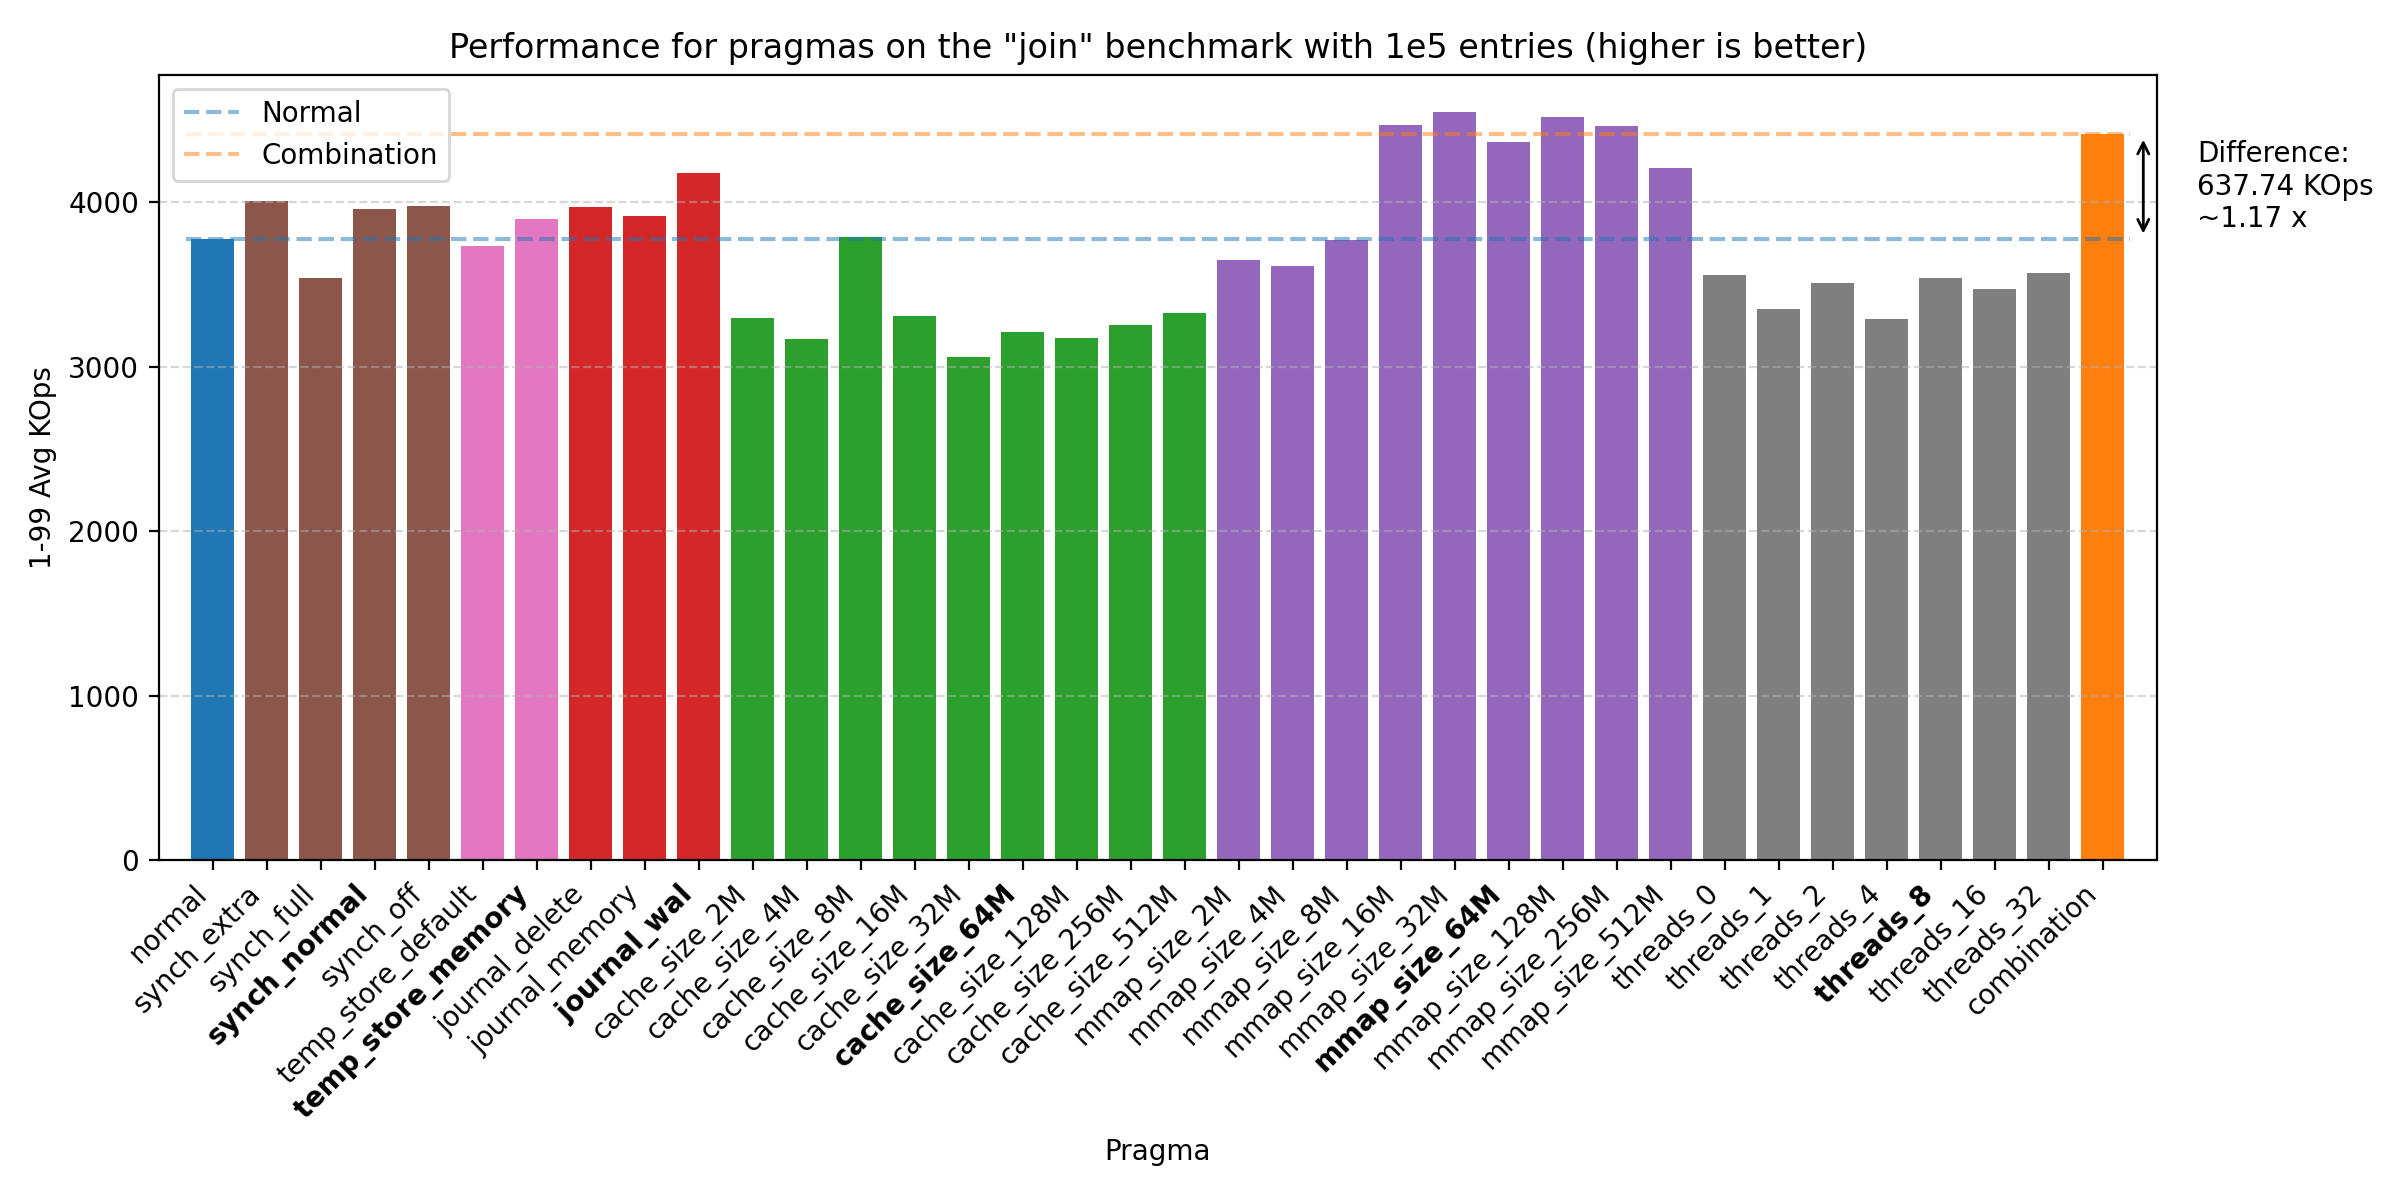 Performance for pragmas on the "join" benchmark with 1e5 entries (higher is better)
Normal
Combination
Difference:
637.74 KOps
~1.17 x
4000
3000
2000
1000
0
1-99 Avg KOps
normal
synch_extra
synch_full
synch_normal
synch_off
temp_store_default
temp_store_memory
journal_delete
journal_memory
journal_wal
cache_size_2M
cache_size_4M
cache_size_8M
cache_size_16M
cache_size_32M
cache_size_64M
cache_size_128M
cache_size_256M
cache_size_512M
mmap_size_2M
mmap_size_4M
mmap_size_8M
mmap_size_16M
mmap_size_32M
mmap_size_64M
mmap_size_128M
mmap_size_256M
mmap_size_512M
threads_0
threads_1
threads_2
threads_4
threads_8
threads_16
threads_32
combination
Pragma